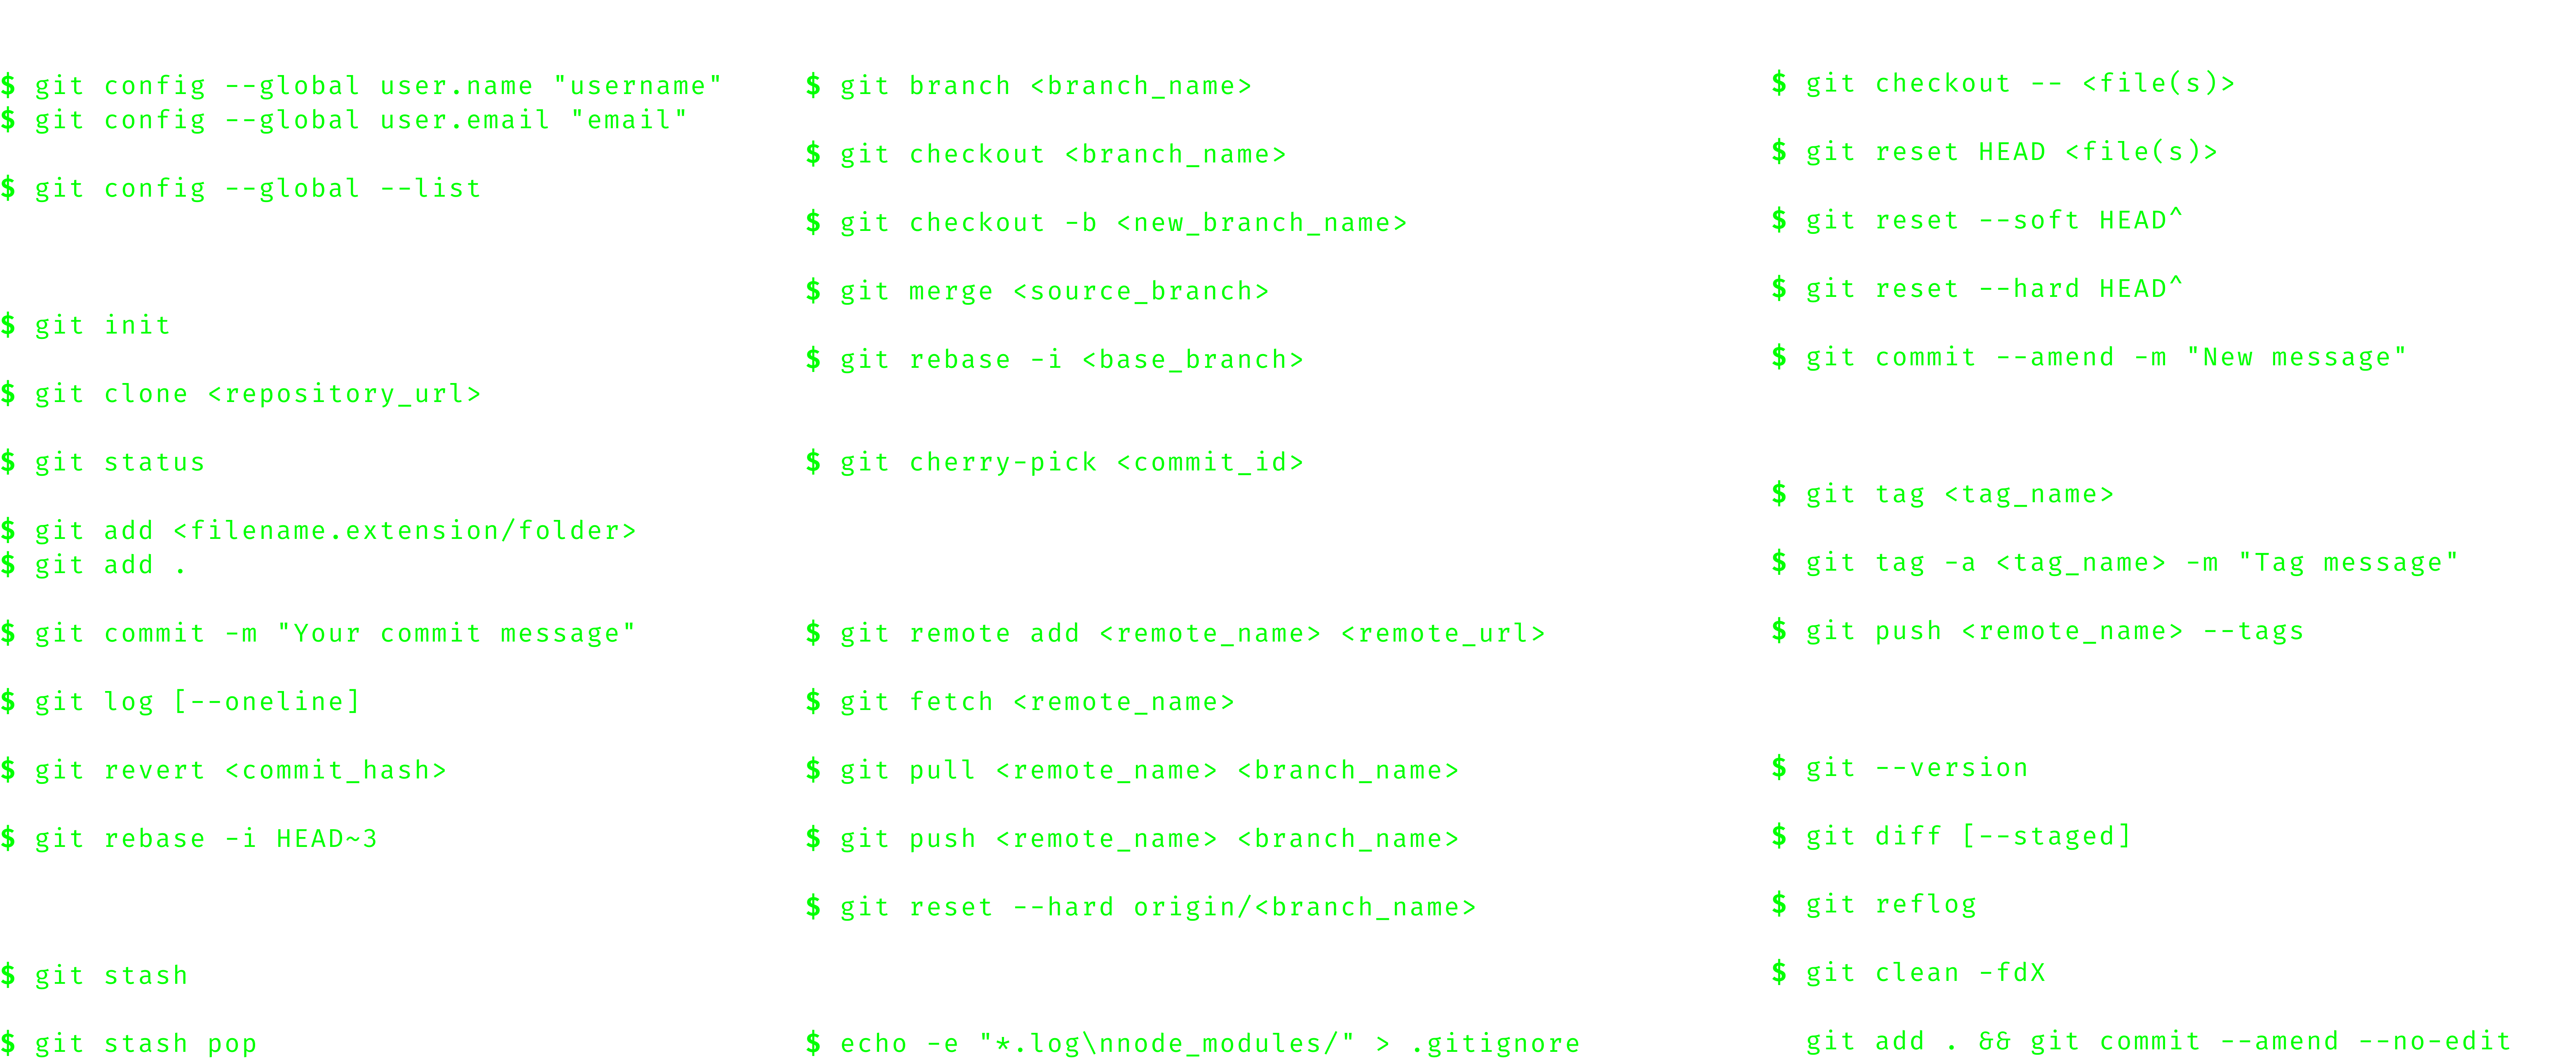 $ git config --global user.name "username"
$ git config --global user.email "email"
$ git config --global --list
$ git init
$ git clone <repository_url>
$ git status
$ git add <filename.extension/folder>
$ git add .
$ git commit -m "Your commit message"
$ git log [--oneline]
$ git revert <commit_hash>
$ git rebase -i HEAD~3
$ git stash
$ git stash pop
$ git branch <branch_name>
$ git checkout <branch_name>
$ git checkout -b <new_branch_name>
$ git merge <source_branch>
$ git rebase -i <base_branch>
$ git cherry-pick <commit_id>
$ git remote add <remote_name> <remote_url>
$ git fetch <remote_name>
$ git pull <remote_name> <branch_name>
$ git push <remote_name> <branch_name>
$ git reset --hard origin/<branch_name>
$ echo -e "*.log\nnode_modules/" > .gitignore
$ git checkout -- <file(s)>
$ git reset HEAD <file(s)>
$ git reset --soft HEAD^
$ git reset --hard HEAD^
$ git commit --amend -m "New message"
$ git tag <tag_name>
$ git tag -a <tag_name> -m "Tag message"
$ git push <remote_name> --tags
$ git --version
$ git diff [--staged]
$ git reflog
$ git clean -fdX
git add . && git commit --amend --no-edit